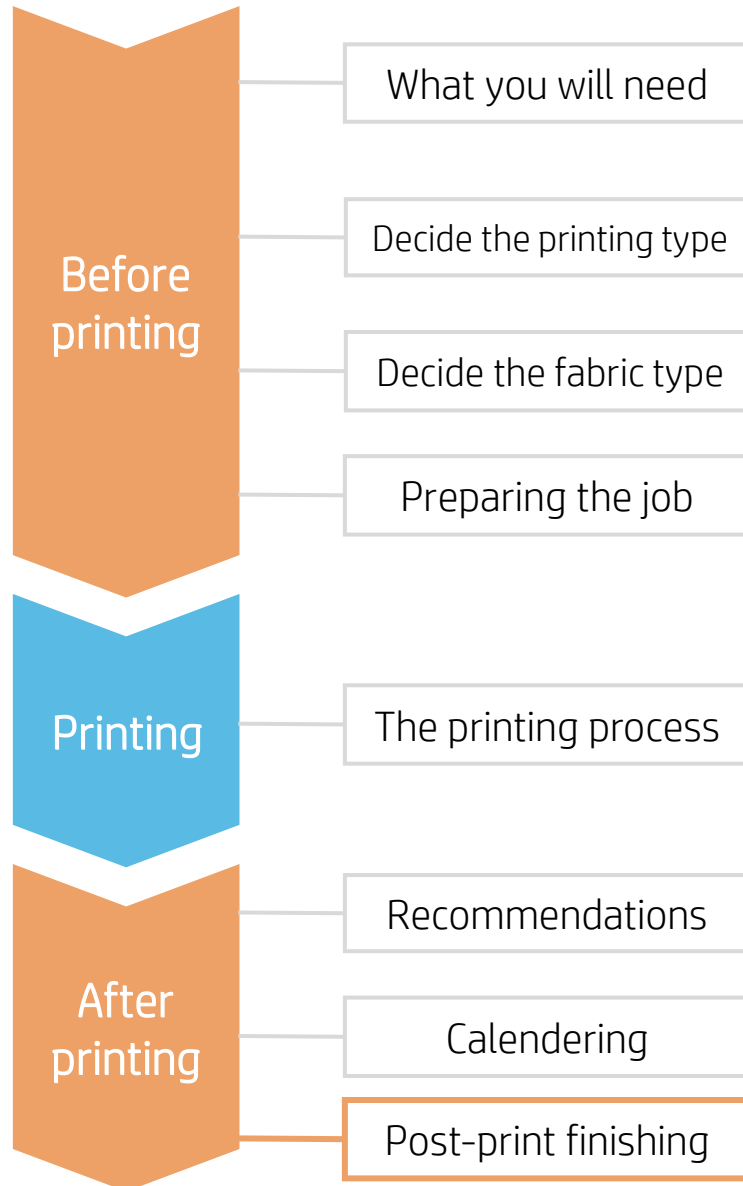 What you will need
Decide the printing type
Before
printing
Decide the fabric type
Preparing the job
Printing
The printing process
Recommendations
After
printing
Calendering
Post-print finishing